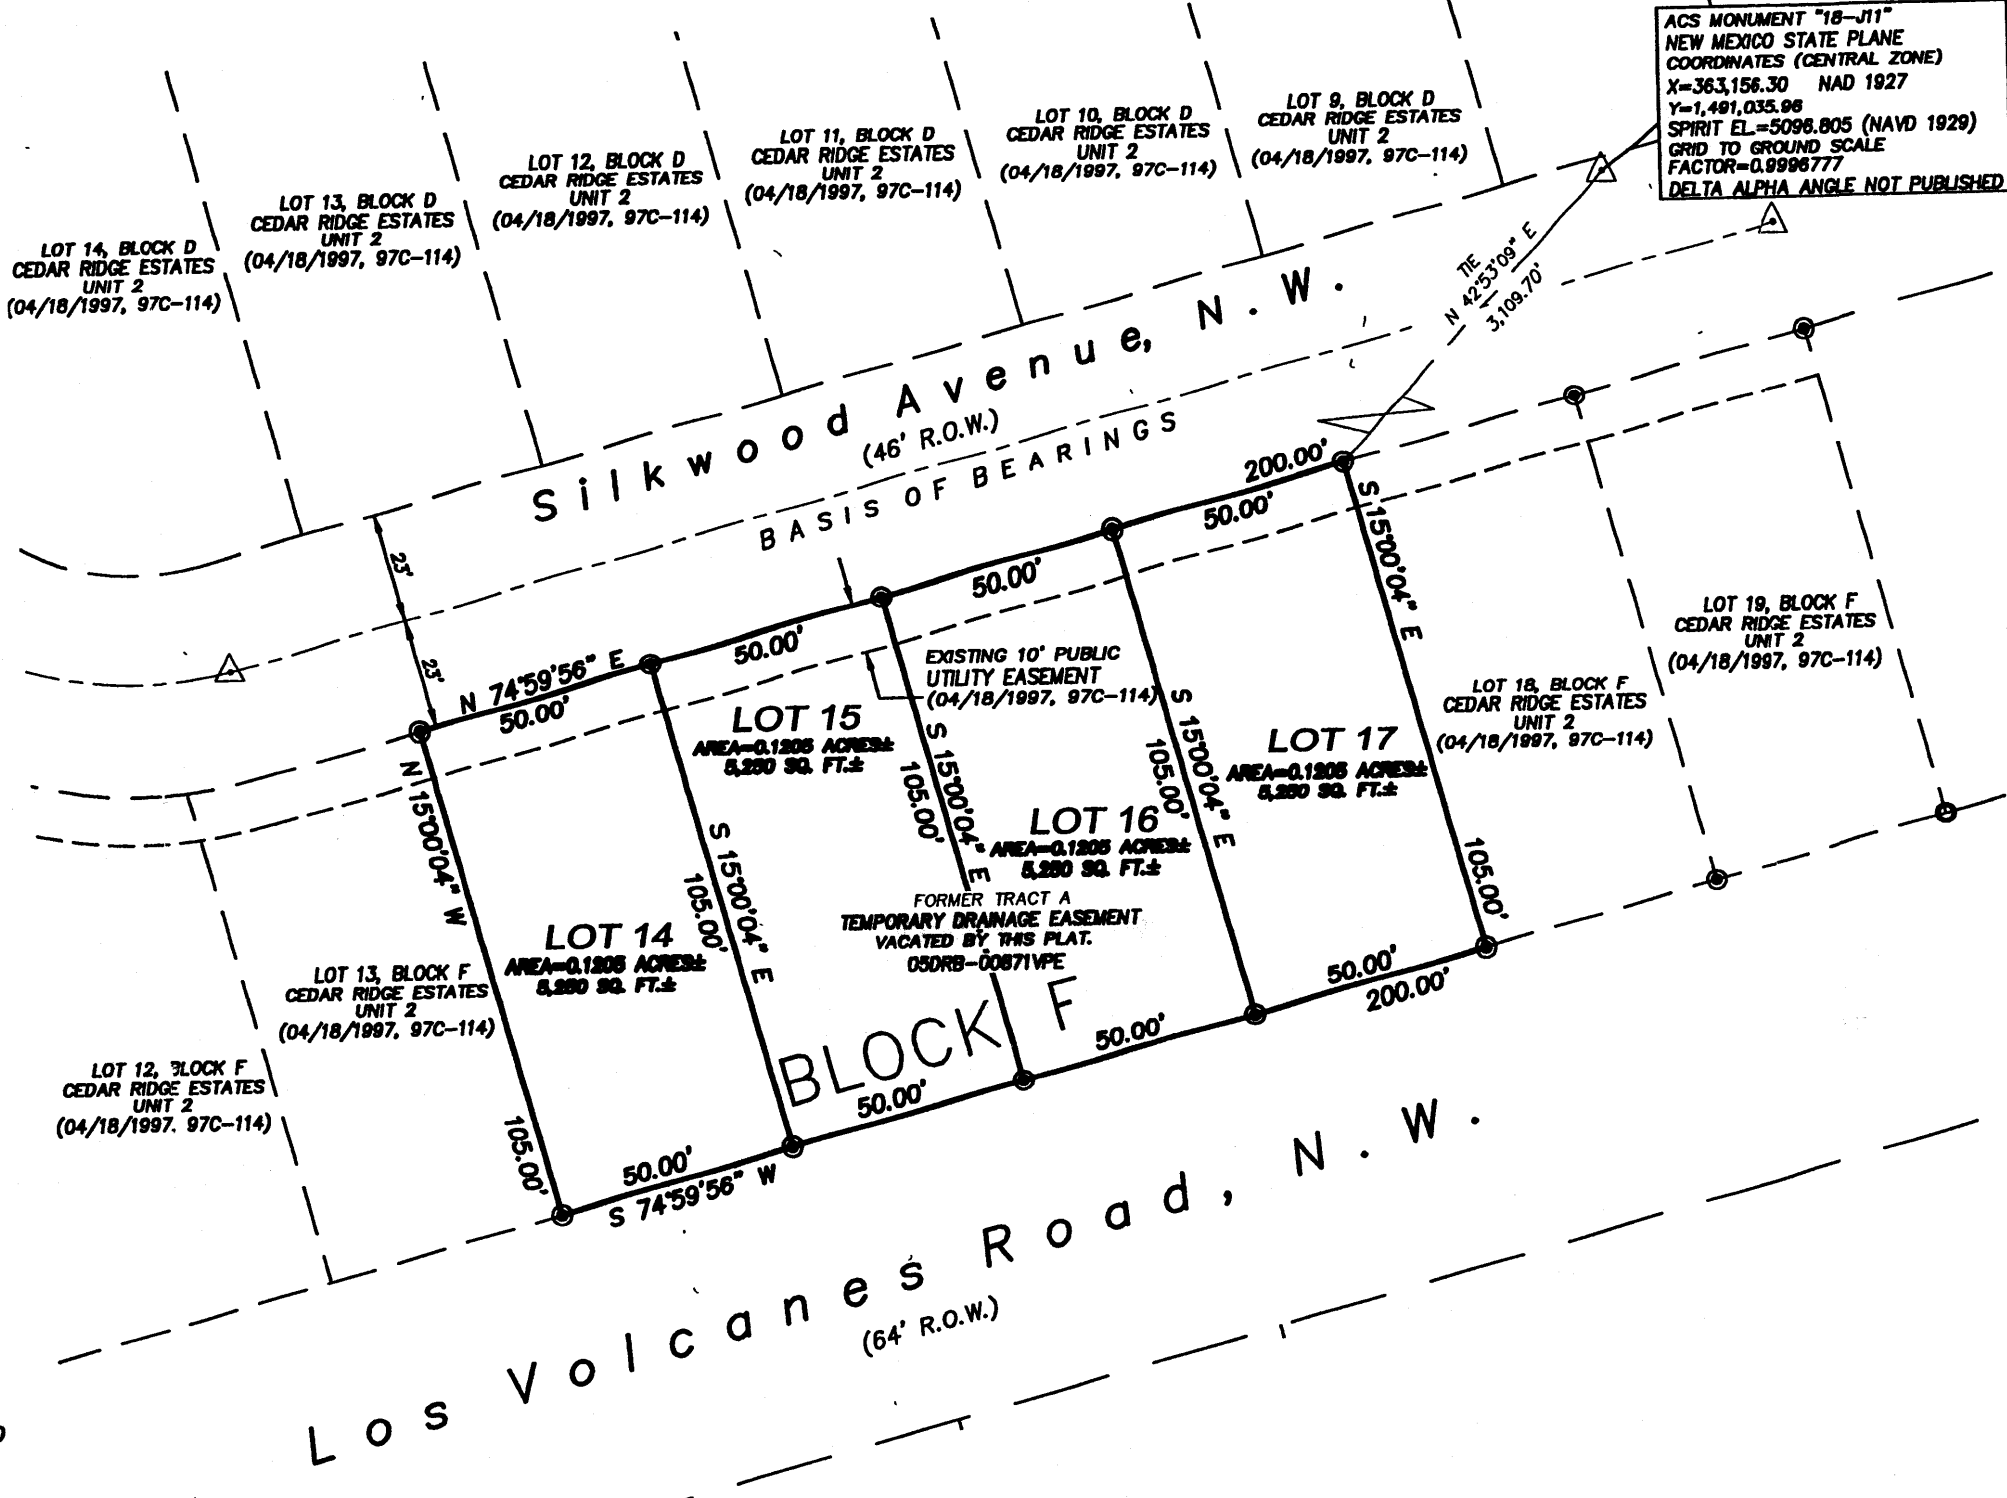 ACS MONUMENT "18-J11"
NEW MEXICO STATE PLANE
COORDINATES (CENTRAL ZONE)
X=363,156.30 NAD 1927
Y=1,491,035.96
SPIRIT EL.=5096.805 (NAVD 1929)
GRID TO GROUND SCALE
FACTOR=0.9996777
DELTA ALPHA ANGLE NOT PUBLISHED
LOT 9, BLOCK D
CEDAR RIDGE ESTATES
UNIT 2
(04/18/1997, 97C-114)
LOT 10, BLOCK D
CEDAR RIDGE ESTATES
UNIT 2
(04/18/1997, 97C-114)
LOT 11, BLOCK D
CEDAR RIDGE ESTATES
UNIT 2
(04/18/1997, 97C-114)
LOT 12, BLOCK D
CEDAR RIDGE ESTATES
UNIT 2
(04/18/1997, 97C-114)
LOT 13, BLOCK D
CEDAR RIDGE ESTATES
UNIT 2
(04/18/1997, 97C-114)
LOT 14, BLOCK D
CEDAR RIDGE ESTATES
UNIT 2
(04/18/1997, 97C-114)
TIE
N 42°53'09" E
3,109.70'
Silkwood Avenue, N.W.
(46' R.O.W.)
BASIS OF BEARINGS
23'
23'
N 74°59'56" E
200.00'
50.00'
50.00'
50.00'
50.00'
EXISTING 10' PUBLIC
UTILITY EASEMENT
(04/18/1997, 97C-114)
N 15°00'04" W
105.00'
S 15°00'04" E
105.00'
S 15°00'04" E
105.00'
S 15°00'04" E
105.00'
S 15°00'04" E
105.00'
LOT 14
AREA=0.1205 ACRES±
5,250 SQ. FT.±
LOT 15
AREA=0.1205 ACRES±
5,250 SQ. FT.±
LOT 16
AREA=0.1205 ACRES±
5,250 SQ. FT.±
LOT 17
AREA=0.1205 ACRES±
5,250 SQ. FT.±
FORMER TRACT A
TEMPORARY DRAINAGE EASEMENT
VACATED BY THIS PLAT.
05DRB-00871VPE
BLOCK F
LOT 19, BLOCK F
CEDAR RIDGE ESTATES
UNIT 2
(04/18/1997, 97C-114)
LOT 18, BLOCK F
CEDAR RIDGE ESTATES
UNIT 2
(04/18/1997, 97C-114)
LOT 13, BLOCK F
CEDAR RIDGE ESTATES
UNIT 2
(04/18/1997, 97C-114)
LOT 12, BLOCK F
CEDAR RIDGE ESTATES
UNIT 2
(04/18/1997. 97C-114)
50.00'
50.00'
50.00'
50.00'
S 74°59'56" W
200.00'
Los Volcanes Road, N.W.
(64' R.O.W.)